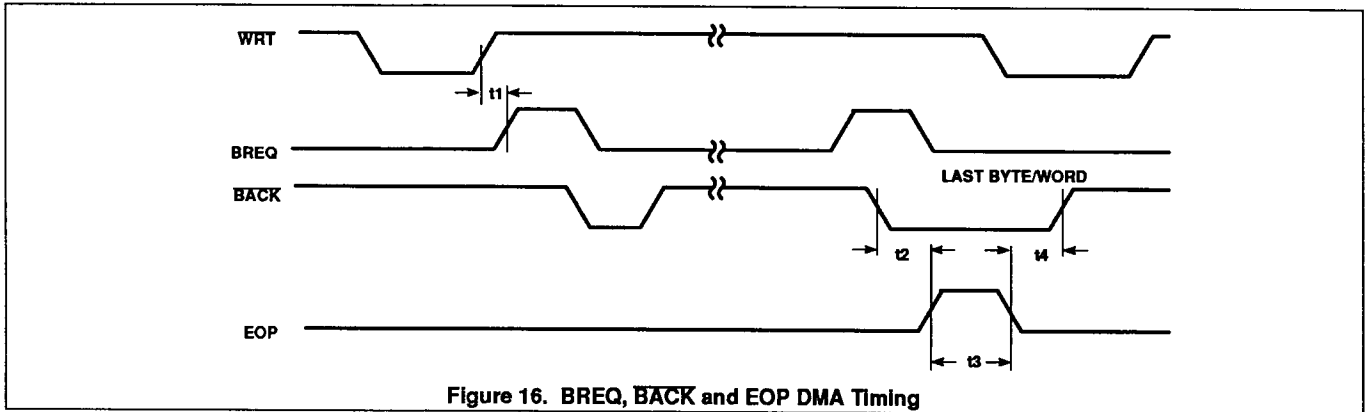 WRT
t1
BREQ
LAST BYTE/WORD
BACK
t2
t4
EOP
t3
Figure 16. BREQ, BACK and EOP DMA Timing